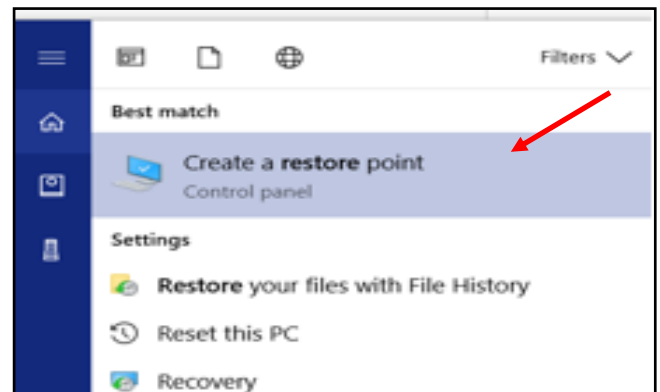 Filters
Best match
Create a restore point
Control panel
Settings
Restore your files with File History
Reset this PC
Recovery